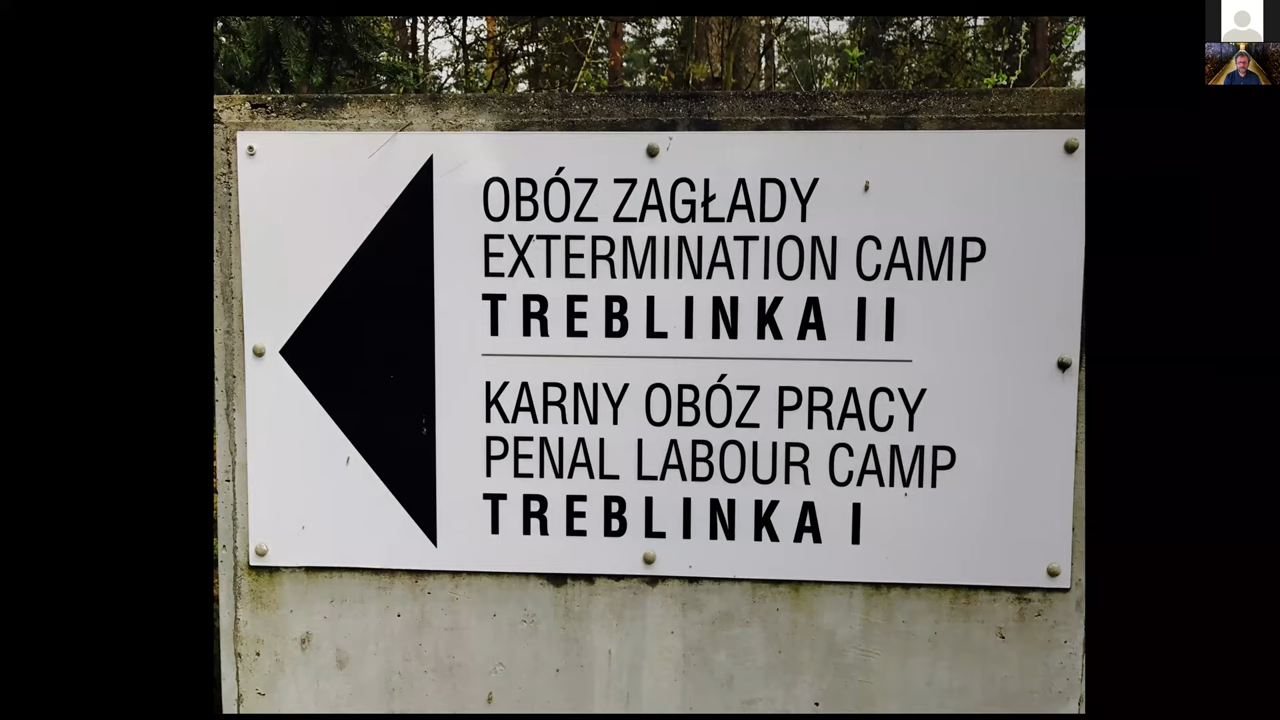 OBÓZ ZAGŁADY
EXTERMINATION CAMP
TREBLINKA II
KARNY OBÓZ PRACY
PENAL LABOUR CAMP
TREBLINKA I